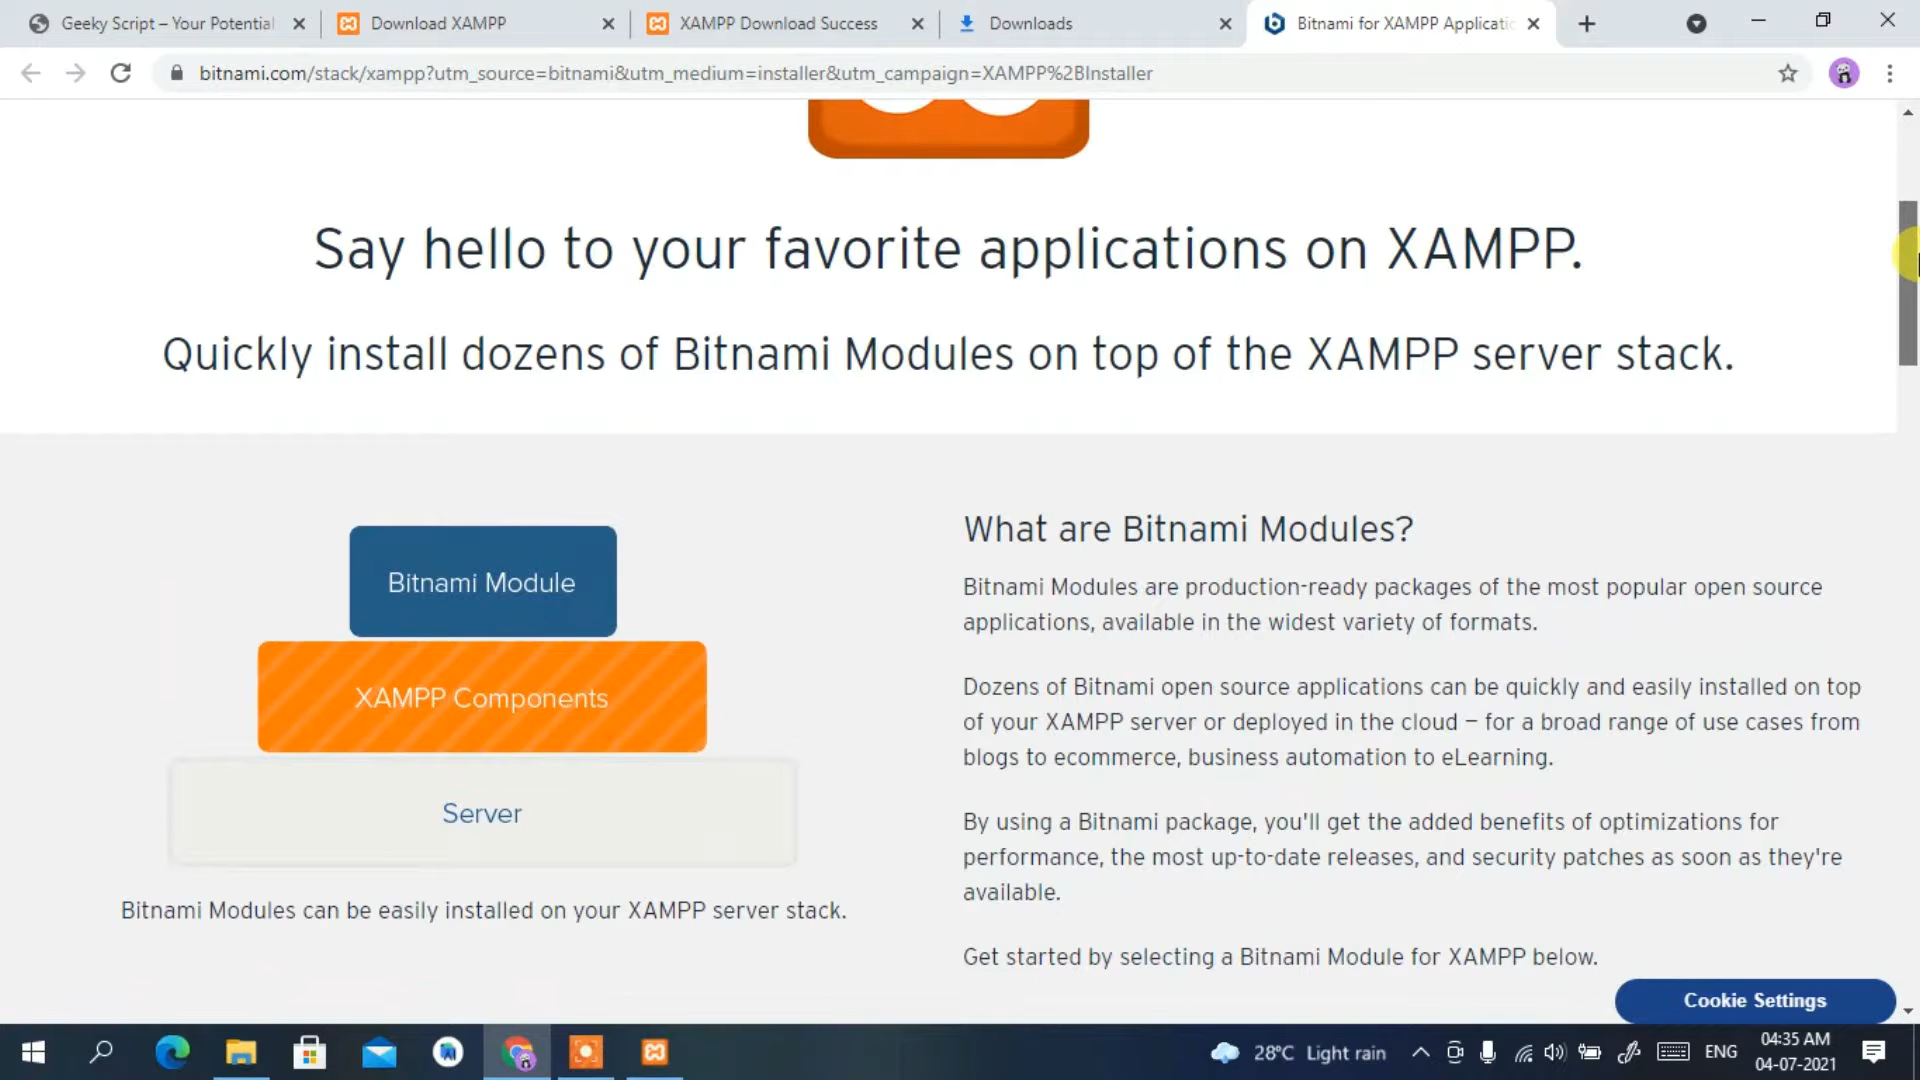 Geeky Script – Your Potential
Download XAMPP
XAMPP Download Success
Downloads
Bitnami for XAMPP Applicatic
bitnami.com/stack/xampp?utm_source=bitnami&utm_medium=installer&utm_campaign=XAMPP%2BInstaller
Say hello to your favorite applications on XAMPP.
Quickly install dozens of Bitnami Modules on top of the XAMPP server stack.
Bitnami Module
XAMPP Components
Server
Bitnami Modules can be easily installed on your XAMPP server stack.
What are Bitnami Modules?
Bitnami Modules are production-ready packages of the most popular open source
applications, available in the widest variety of formats.
Dozens of Bitnami open source applications can be quickly and easily installed on top
of your XAMPP server or deployed in the cloud – for a broad range of use cases from
blogs to ecommerce, business automation to eLearning.
By using a Bitnami package, you'll get the added benefits of optimizations for
performance, the most up-to-date releases, and security patches as soon as they're
available.
Get started by selecting a Bitnami Module for XAMPP below.
Cookie Settings
28°C Light rain
ENG
04:35 AM
04-07-2021